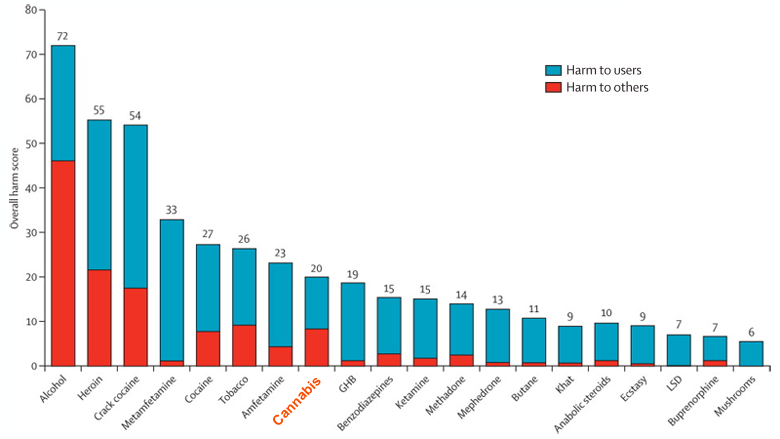 80
70
60
50
40
30
20
10
0
Overall harm score
72
55
54
33
27
26
23
20
19
15
15
14
13
11
9
10
9
7
7
6
Harm to users
Harm to others
Alcohol
Heroin
Crack cocaine
Metamfetamine
Cocaine
Tobacco
Amfetamine
Cannabis
GHB
Benzodiazepines
Ketamine
Methadone
Mephedrone
Butane
Khat
Anabolic steroids
Ecstasy
LSD
Buprenorphine
Mushrooms